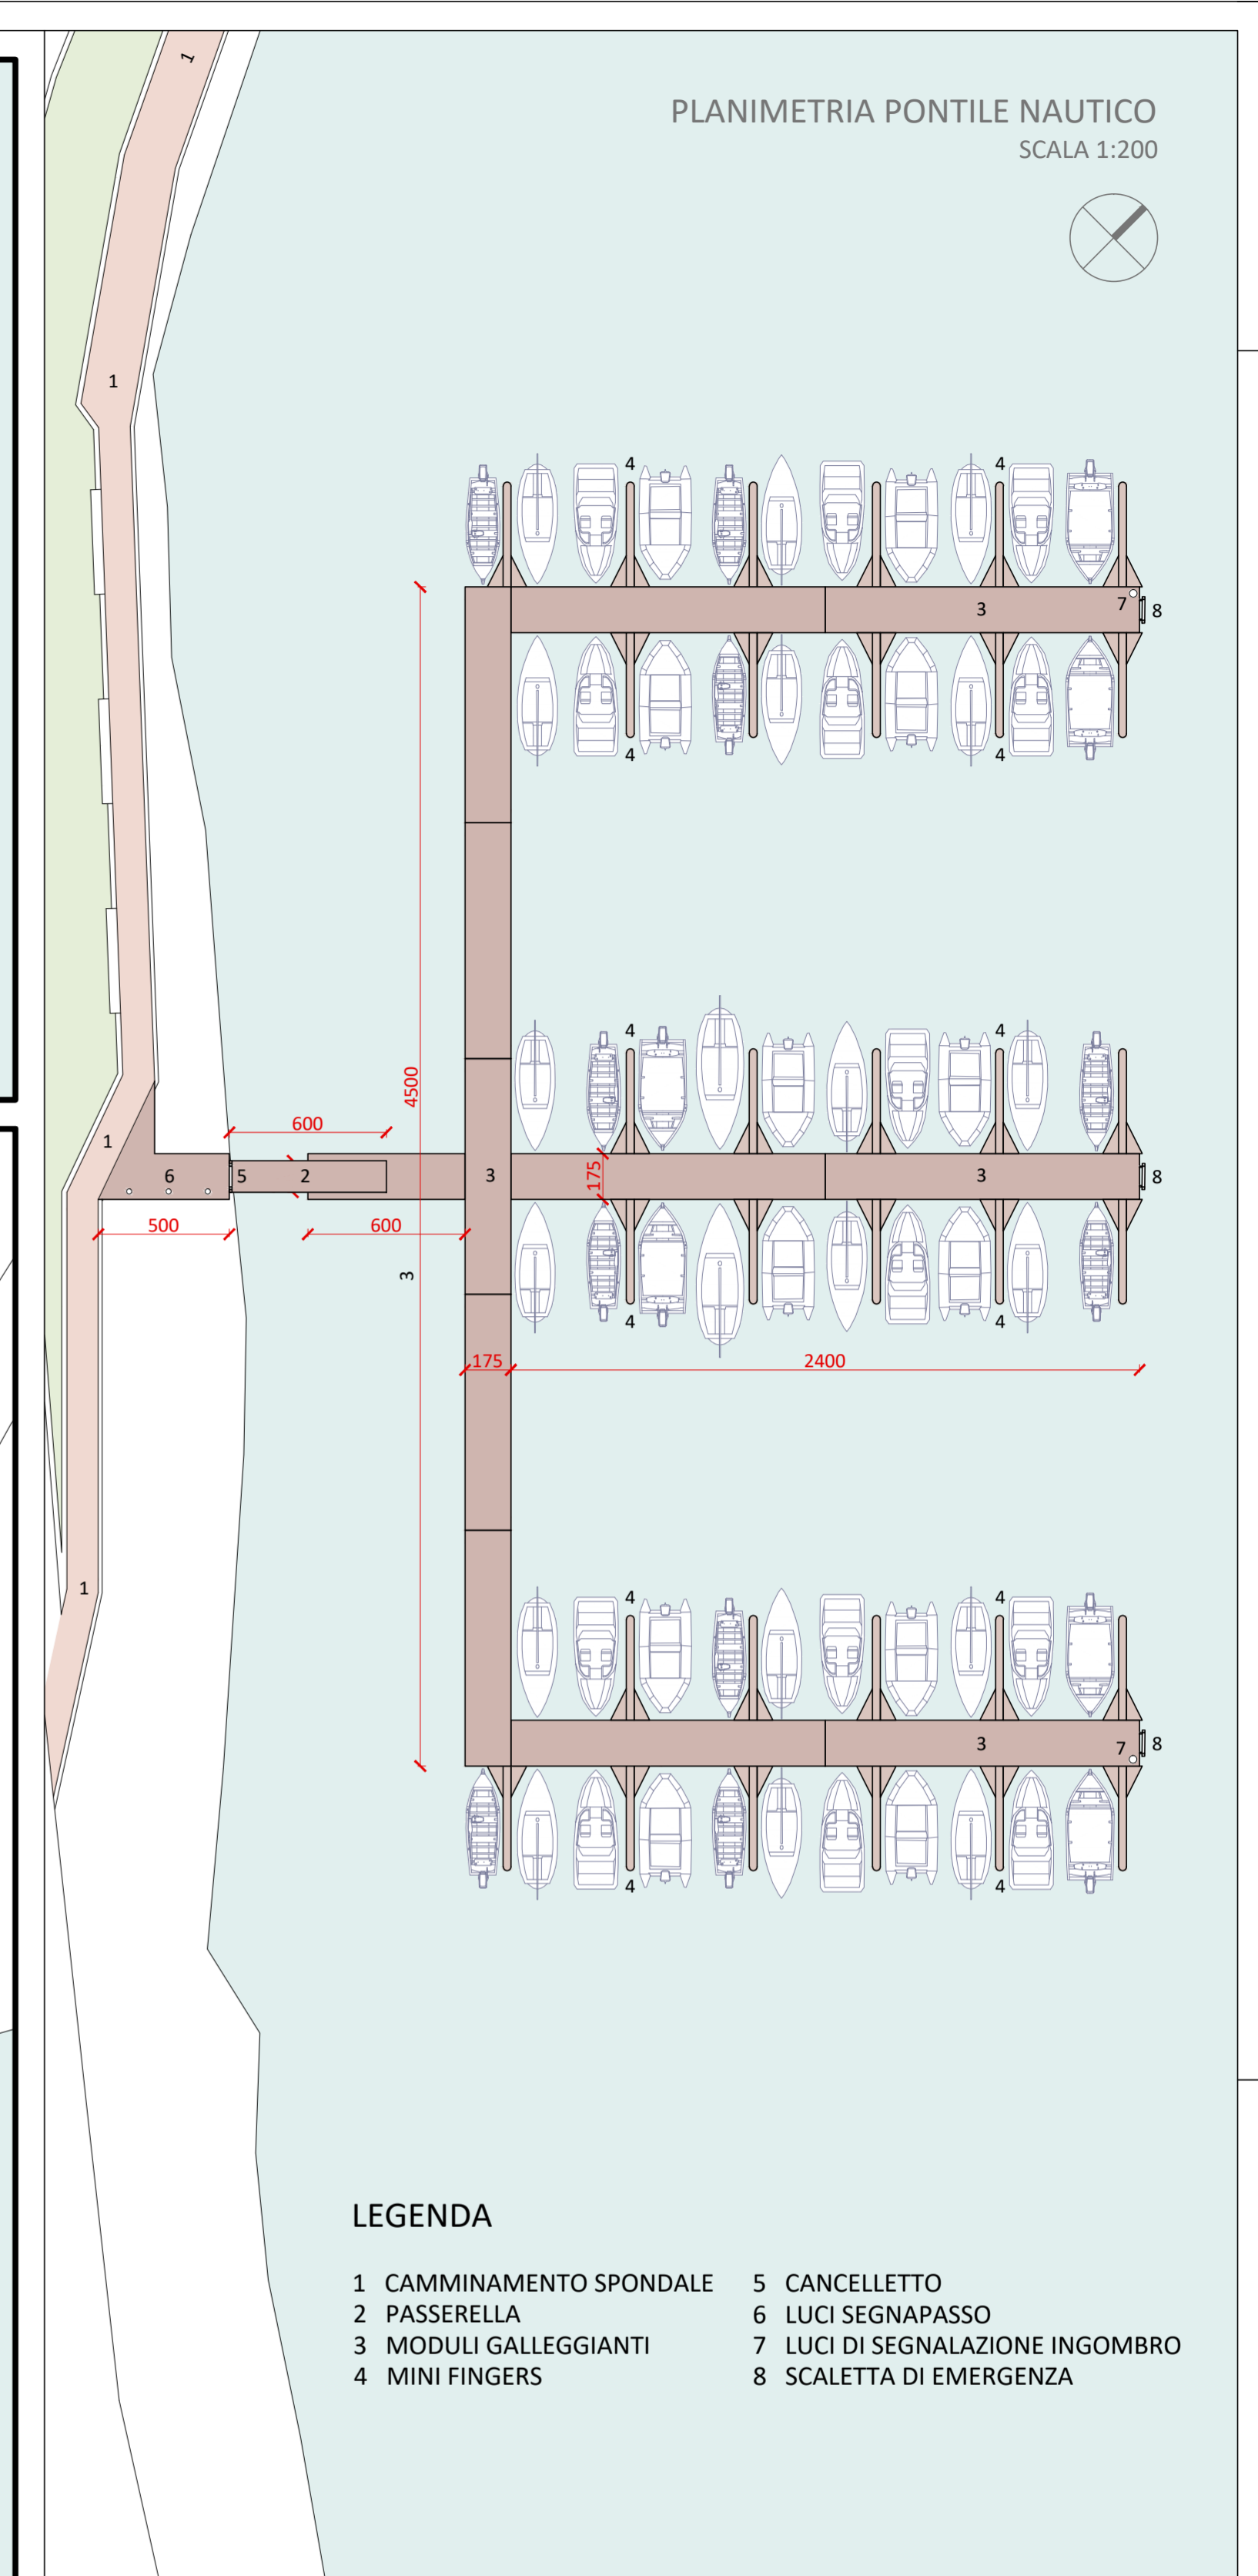 1
PLANIMETRIA PONTILE NAUTICO
SCALA 1:200
1
4 4
3 7 8
4 4
4 4
4500
1 600
6 5 2 3 175 3 8
500 600
3
4 4
175 2400
1
4 4
3 7 8
4 4
LEGENDA
1 CAMMINAMENTO SPONDALE
2 PASSERELLA
3 MODULI GALLEGGIANTI
4 MINI FINGERS
5 CANCELLETTO
6 LUCI SEGNAPASSO
7 LUCI DI SEGNALAZIONE INGOMBRO
8 SCALETTA DI EMERGENZA